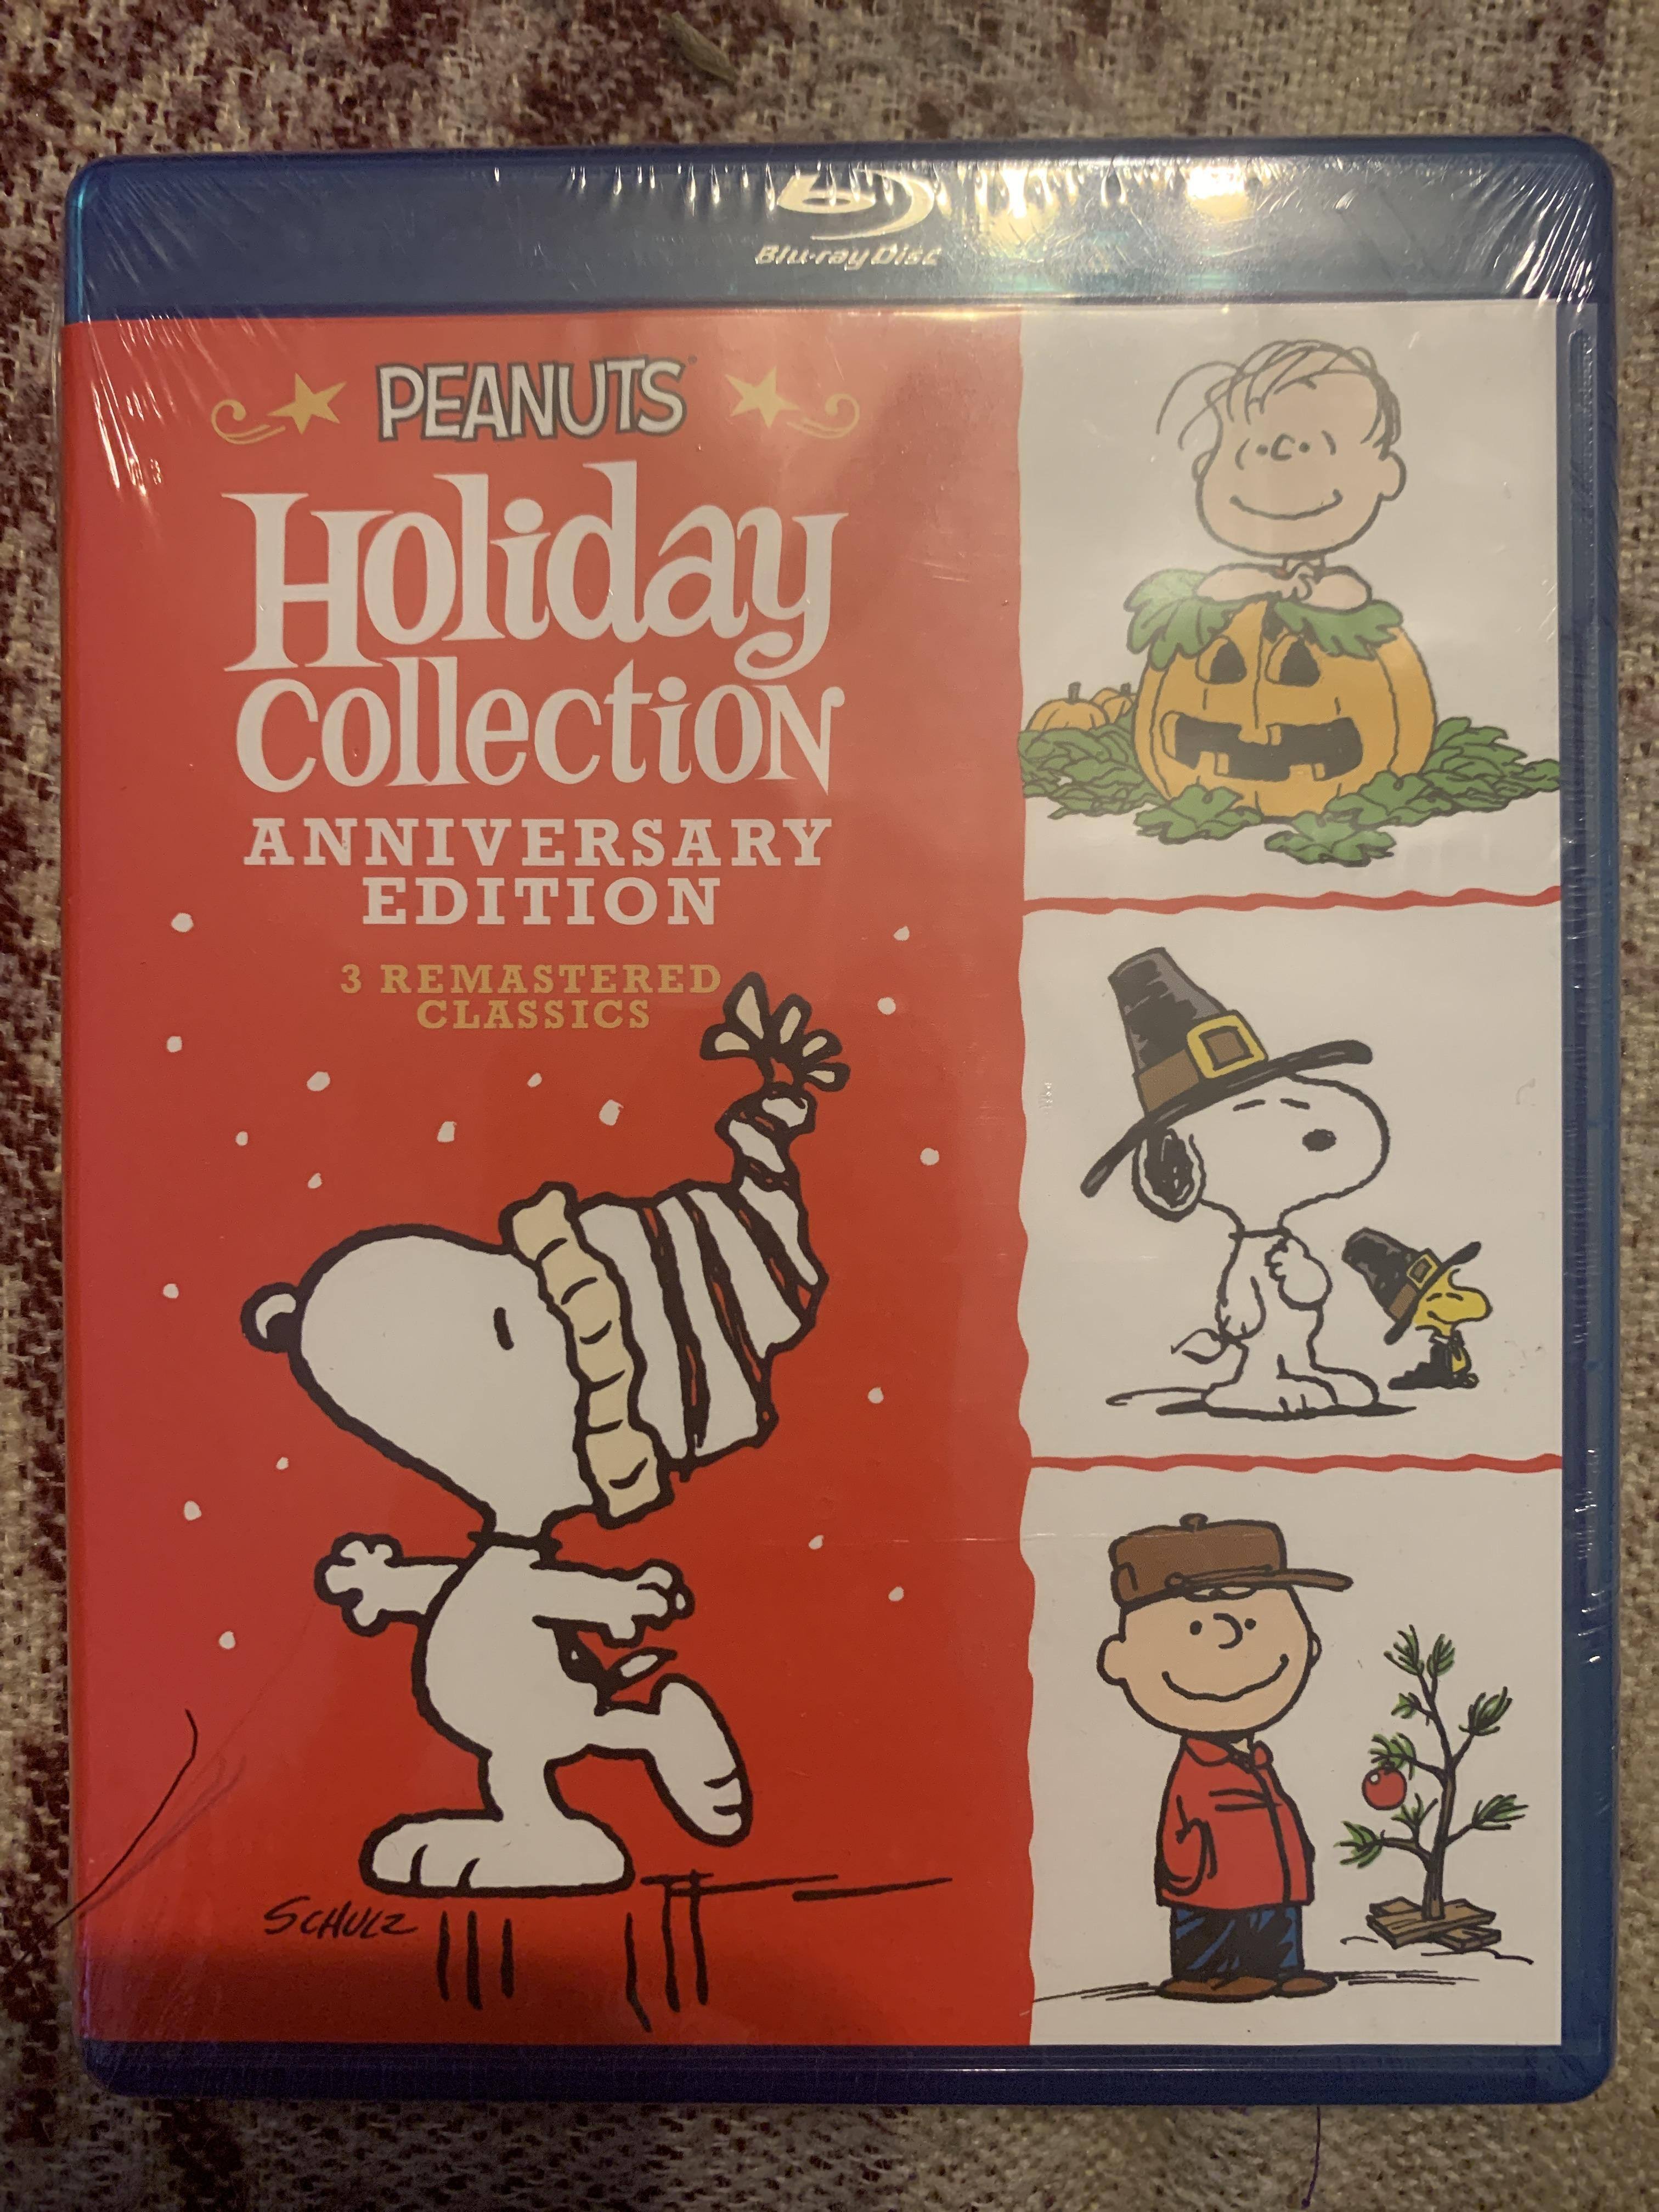 Blu-ray Disc
PEANUTS
Holiday
Collection
ANNIVERSARY
EDITION
3 REMASTERED
CLASSICS
SCHULZ